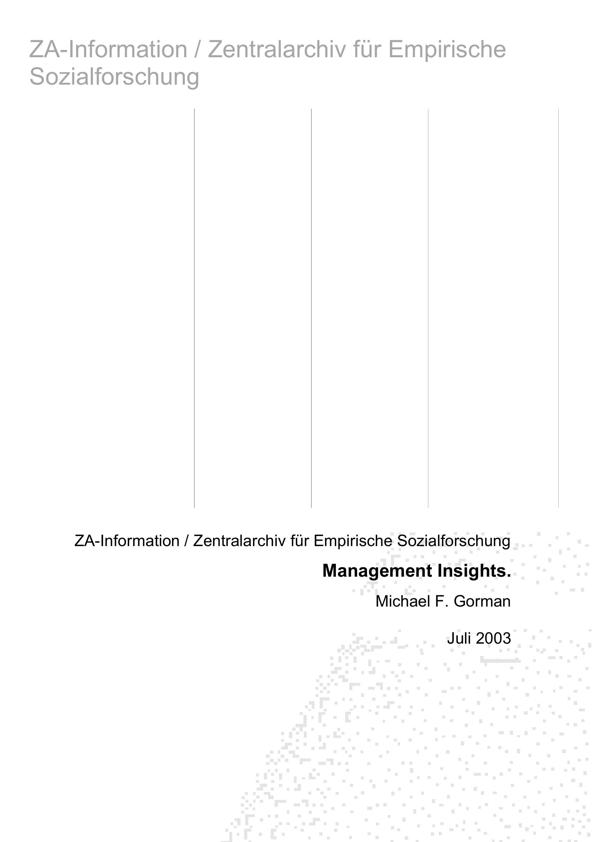 ZA-Information / Zentralarchiv für Empirische
Sozialforschung
ZA-Information / Zentralarchiv für Empirische Sozialforschung
Management Insights.
Michael F. Gorman
Juli 2003